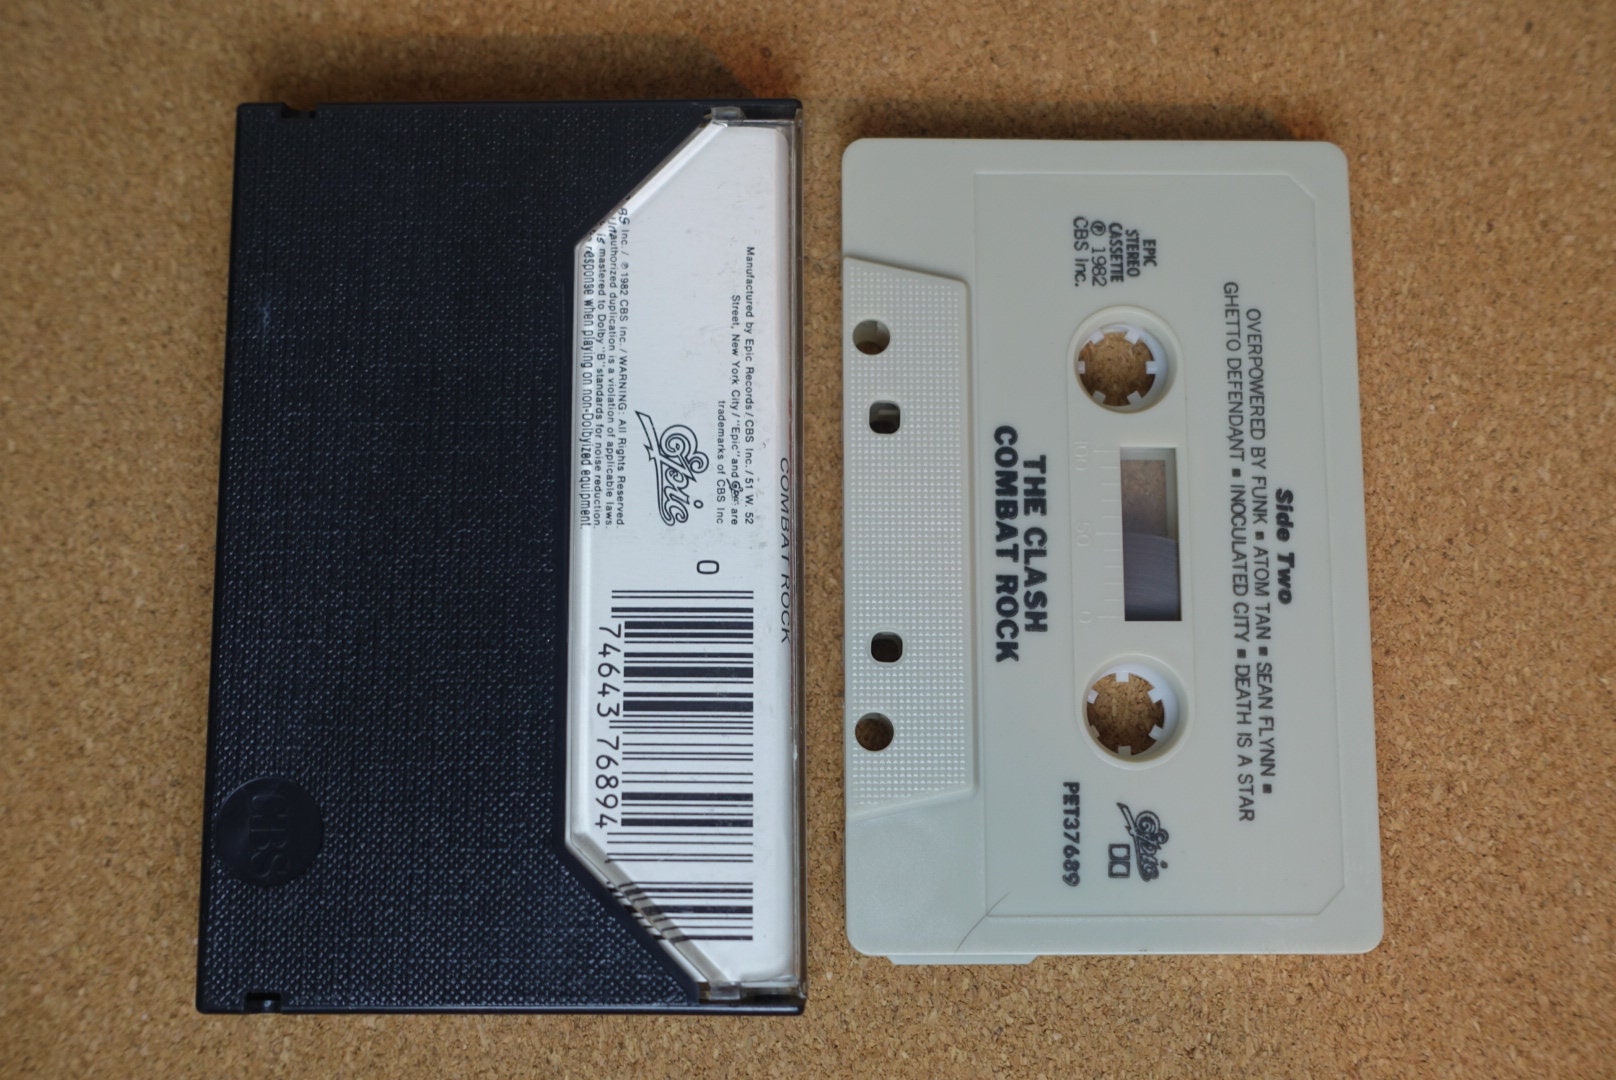 CBS
COMBAT ROCK
Manufactured by Epic Records/CBS Inc./51 W. 52
Street, New York City/"Epic" and Epic are
trademarks of CBS Inc.
Epic
Inc./℗ 1982 CBS Inc./WARNING: All Rights Reserved.
unauthorized duplication is a violation of applicable laws.
is mastered to Dolby "B" standards for noise reduction.
response when playing on non-Dolbyized equipment.
0
74643 76894
Side Two
OVERPOWERED BY FUNK ■ ATOM TAN ■ SEAN FLYNN ■
GHETTO DEFENDANT ■ INOCULATED CITY ■ DEATH IS A STAR
EPIC
STEREO
CASSETTE
℗ 1982
CBS Inc.
100 50 0
Epic
PET37689
THE CLASH
COMBAT ROCK